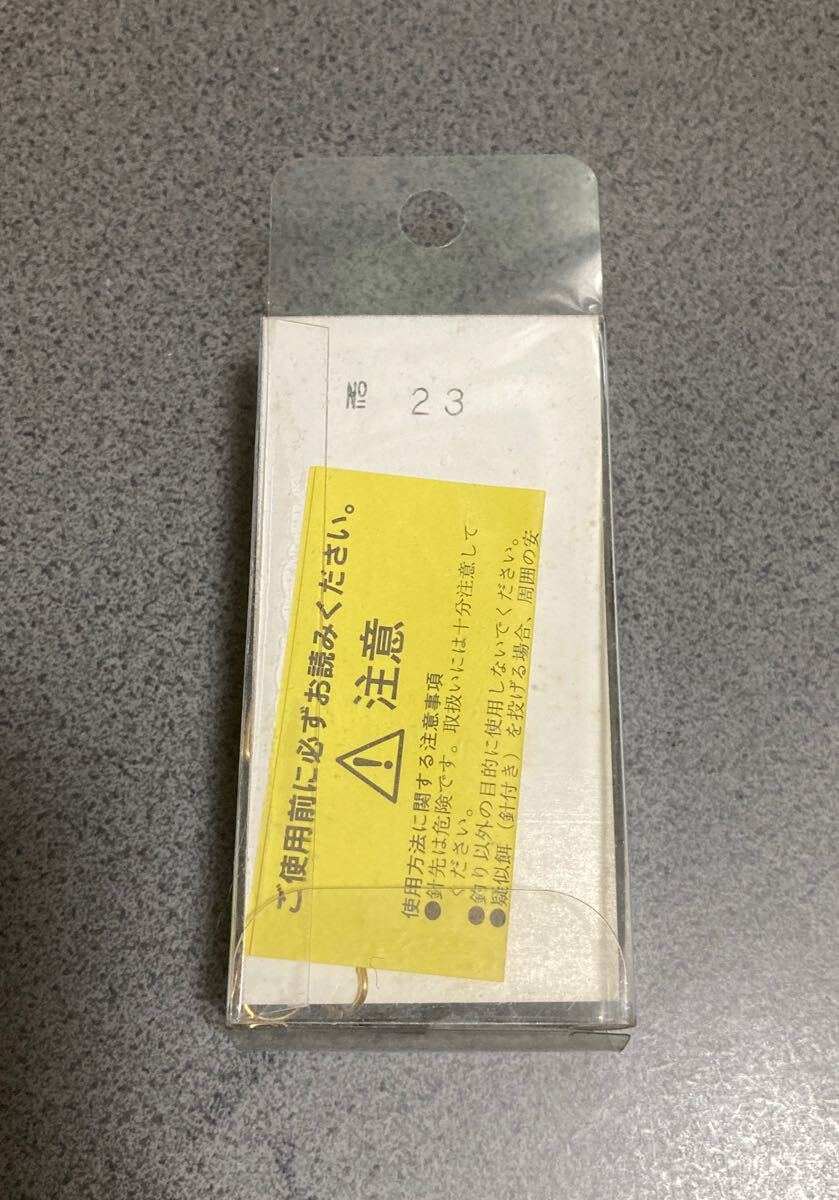 № 23
ご使用前に必ずお読みください。
注意
使用方法に関する注意事項
●針先は危険です。取扱いには十分注意して
ください。
●釣り以外の目的に使用しないでください。
●疑似餌（針付き）を投げる場合、周囲の安